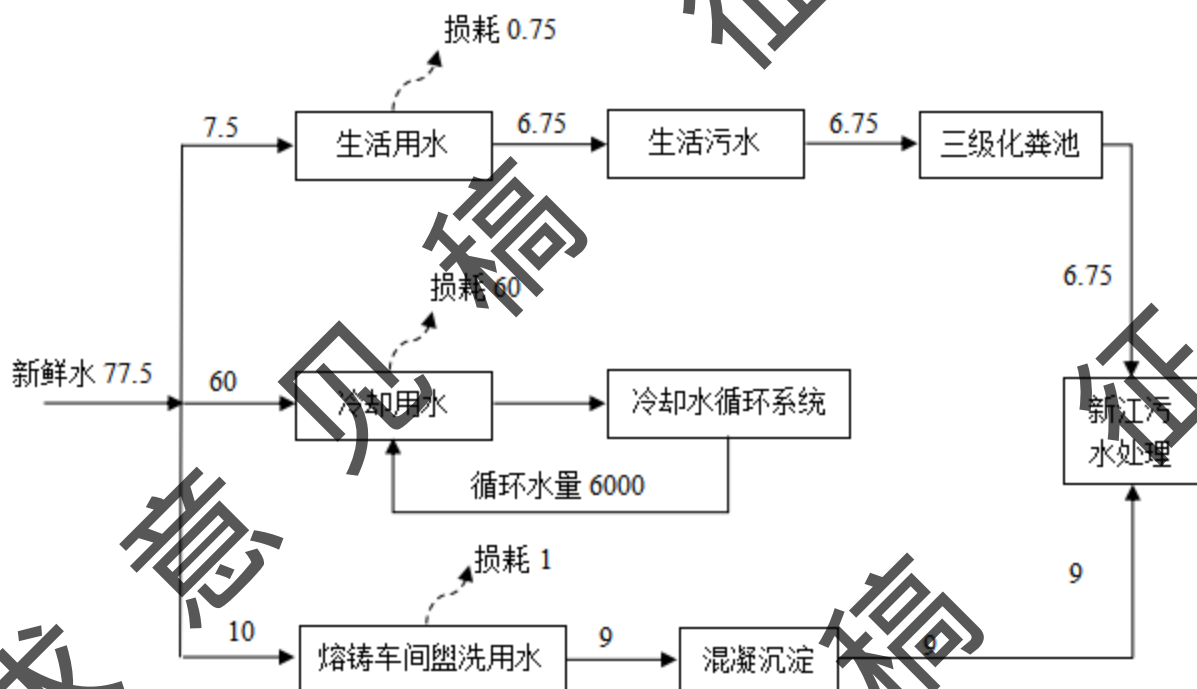 损耗 0.75
7.5
生活用水
6.75
生活污水
6.75
三级化粪池
6.75
损耗 60
新鲜水 77.5
60
冷却用水
冷却水循环系统
新江污
水处理
循环水量 6000
损耗 1
9
10
熔铸车间盥洗用水
9
混凝沉淀
9
征
求
意
见
稿
征
稿